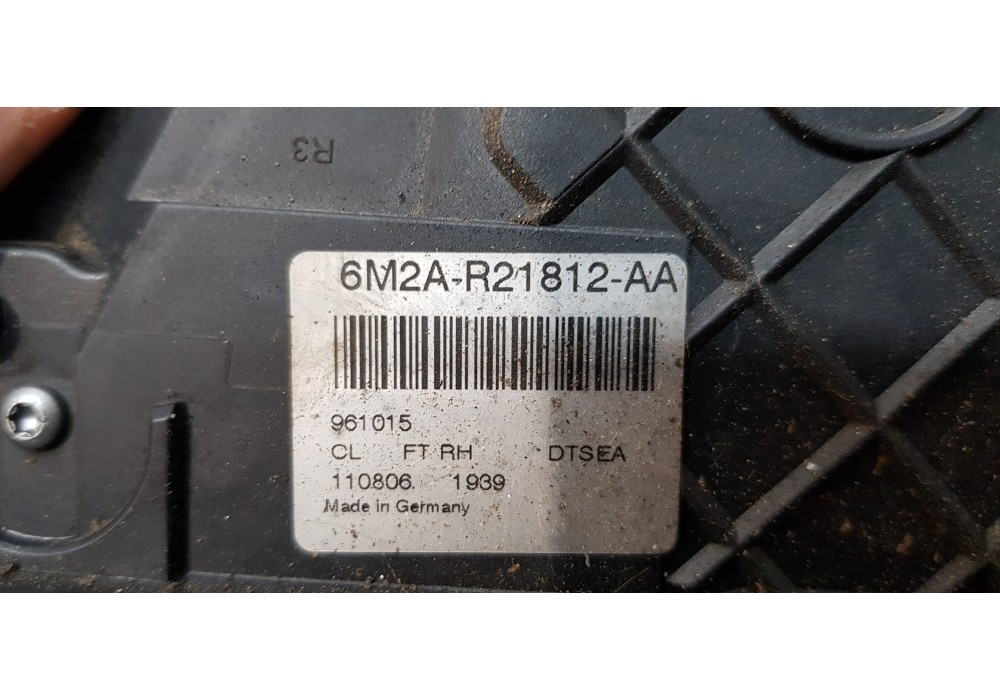 R3
6M2A-R21812-AA
961015
CL FT RH DTSEA
110806 1939
Made in Germany